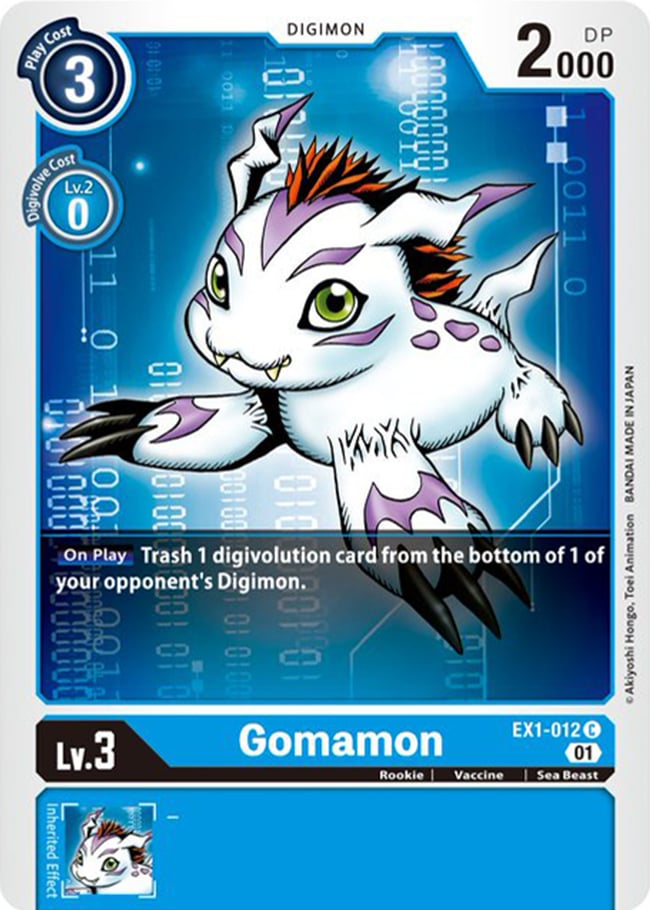 DIGIMON
Play Cost
3
DP
2000
Digivolve Cost
Lv.2
0
On Play Trash 1 digivolution card from the bottom of 1 of
your opponent's Digimon.
© Akiyoshi Hongo, Toei Animation BANDAI MADE IN JAPAN
Lv.3
Gomamon
EX1-012 C
01
Rookie | Vaccine | Sea Beast
Inherited Effect
–